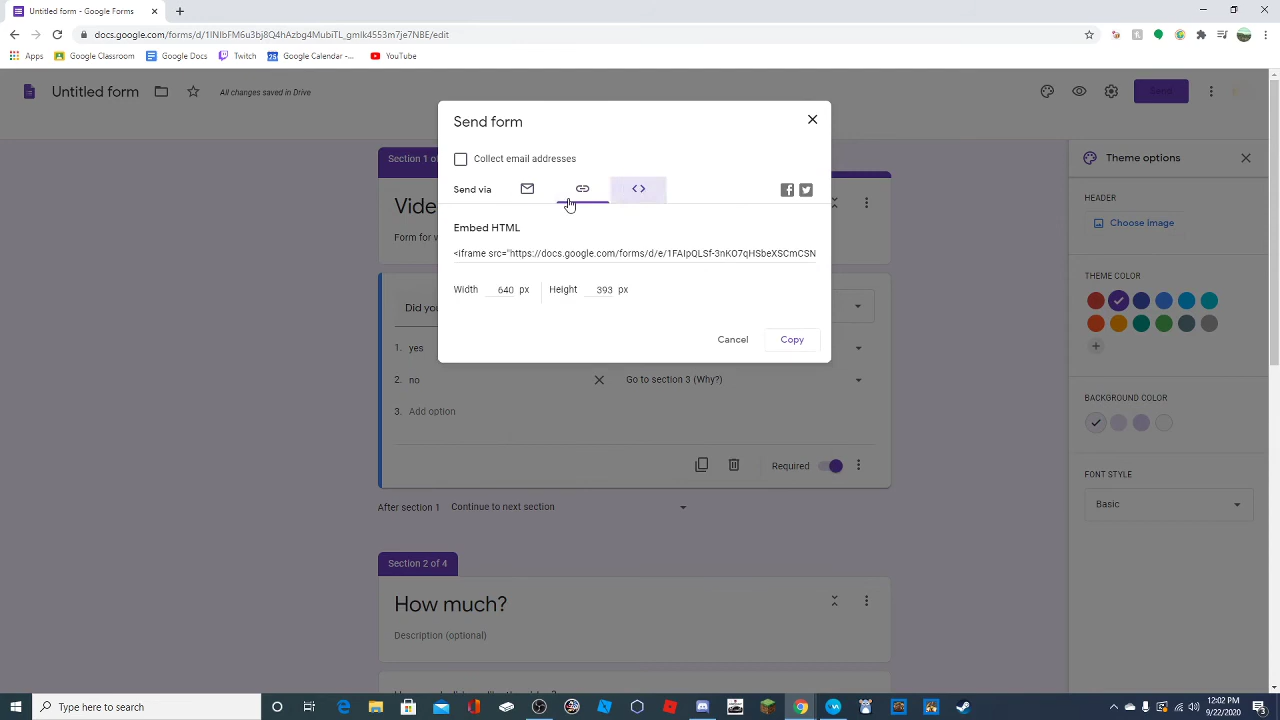 Untitled form - Google Forms
docs.google.com/forms/d/1INIbFM6u3bj8Q4hAzbg4MubiTL_gmIk4553m7je7N8E/edit
Apps Google Classroom Google Docs Twitch Google Calendar -... YouTube
Untitled form All changes saved in Drive Send
Section 1 of
Send form
Theme options
Collect email addresses
Send via
HEADER
Choose image
Form for v
Embed HTML
<iframe src="https://docs.google.com/forms/d/e/1FAIpQLSf-3nKO7qHSbeXSCmCSN
Width 640 px Height 393 px
THEME COLOR
Did you
Cancel Copy
1. yes
2. no Go to section 3 (Why?)
3. Add option
BACKGROUND COLOR
Required
FONT STYLE
Basic
After section 1 Continue to next section
Section 2 of 4
How much?
Description (optional)
Type here to search
12:02 PM
9/22/2020